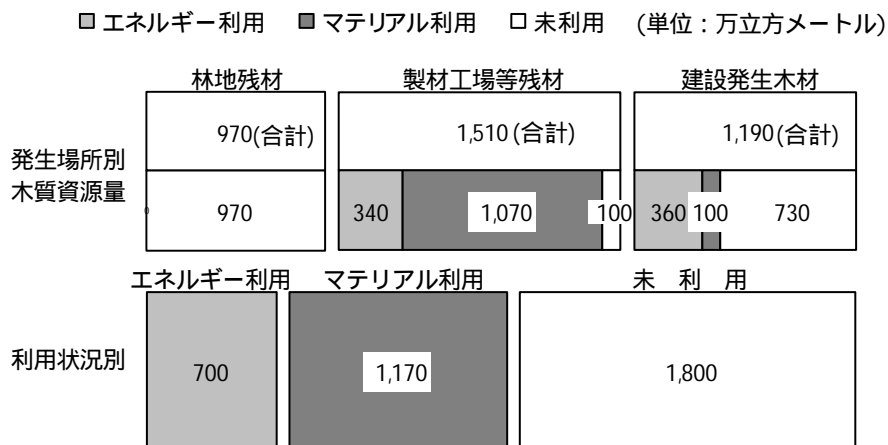 □ エネルギー利用 ■ マテリアル利用 □ 未利用 (単位:万立方メートル)
林地残材 製材工場等残材 建設発生木材
970(合計) 1,510(合計) 1,190(合計)
発生場所別
木質資源量
0 970 340 1,070 100 360 100 730
エネルギー利用 マテリアル利用 未 利 用
利用状況別
700 1,170 1,800